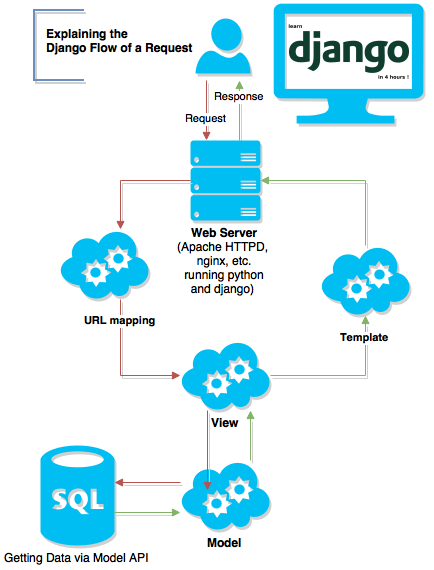 Explaining the
Django Flow of a Request
learn
django
in 4 hours !
Response
Request
Web Server
(Apache HTTPD,
nginx, etc.
running python
and django)
URL mapping
Template
View
SQL
Model
Getting Data via Model API